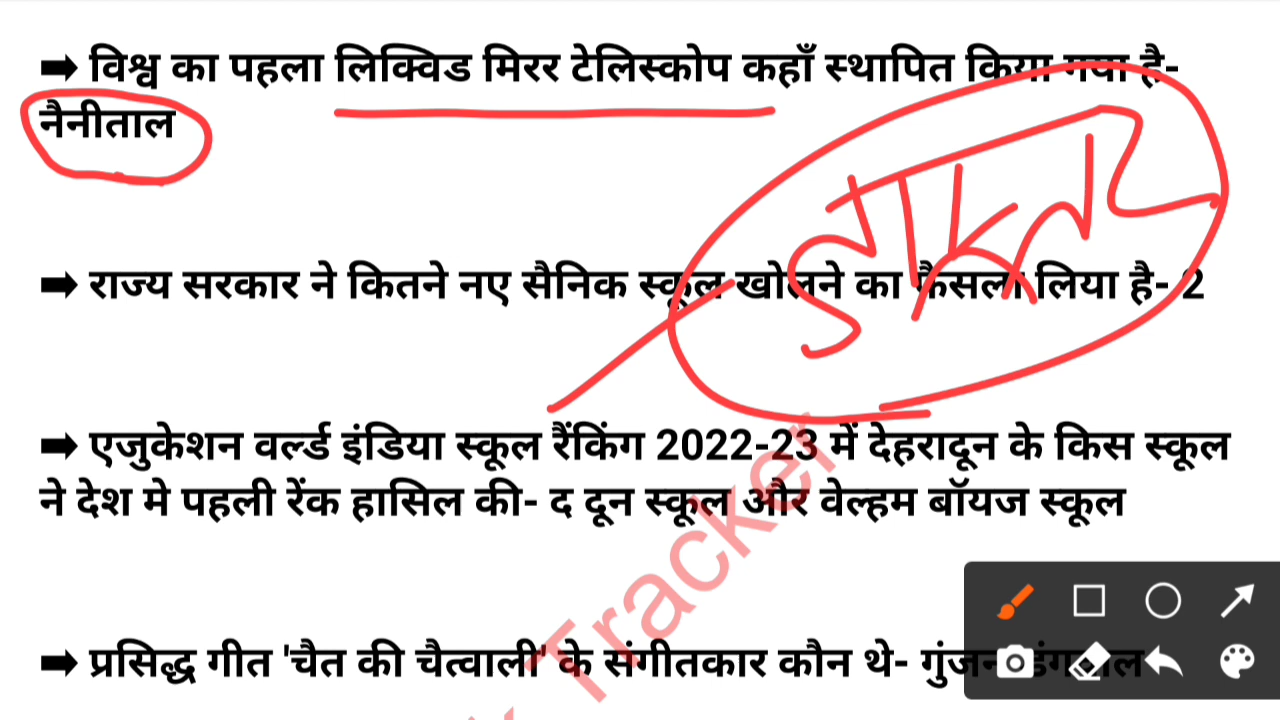 ➡ विश्व का पहला लिक्विड मिरर टेलिस्कोप कहाँ स्थापित किया गया है-
नैनीताल
➡ राज्य सरकार ने कितने नए सैनिक स्कूल खोलने का फैसला लिया है- 2
➡ एजुकेशन वर्ल्ड इंडिया स्कूल रैंकिंग 2022-23 में देहरादून के किस स्कूल
ने देश मे पहली रेंक हासिल की- द दून स्कूल और वेल्हम बॉयज स्कूल
➡ प्रसिद्ध गीत 'चैत की चैत्वाली' के संगीतकार कौन थे-
Tracker